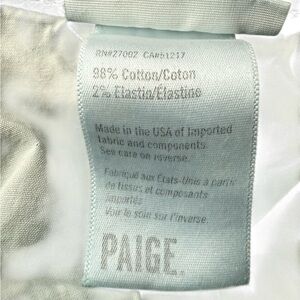 RN#27002 CA#51217
98% Cotton/Coton
2% Elastin/Elastine
Made in the USA of Imported
fabric and components.
See care on reverse.
Fabriqué aux États-Unis à partir
de tissus et composants
importés
Voir le soin sur l'inverse.
PAIGE.